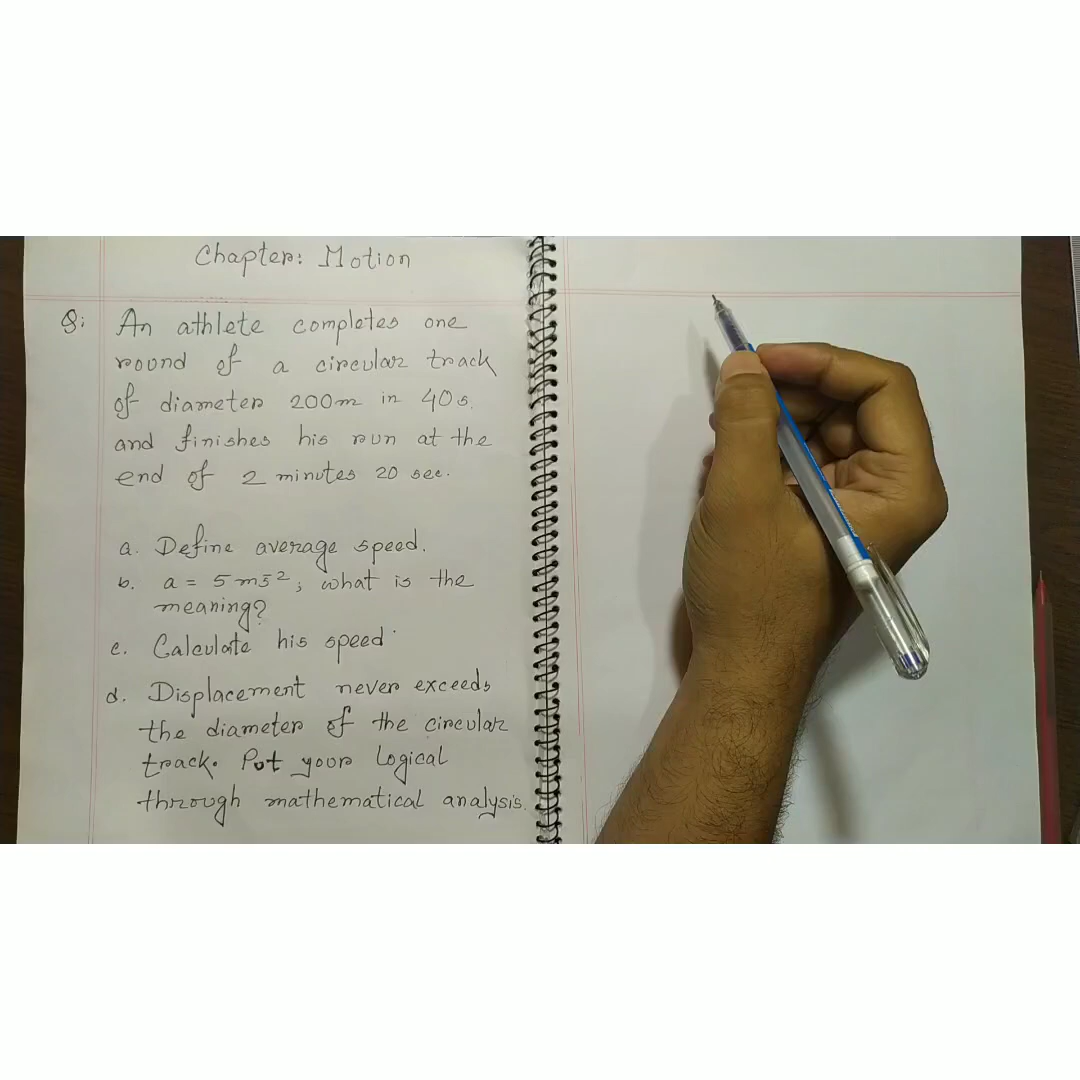 Chapter: Motion
Q: An athlete completes one
round of a circular track
of diameter 200m in 40s.
and finishes his run at the
end of 2 minutes 20 sec.
a. Define average speed.
b. a = 5 ms⁻², what is the
meaning?
c. Calculate his speed
d. Displacement never exceeds
the diameter of the circular
track. Put your Logical
through mathematical analysis.